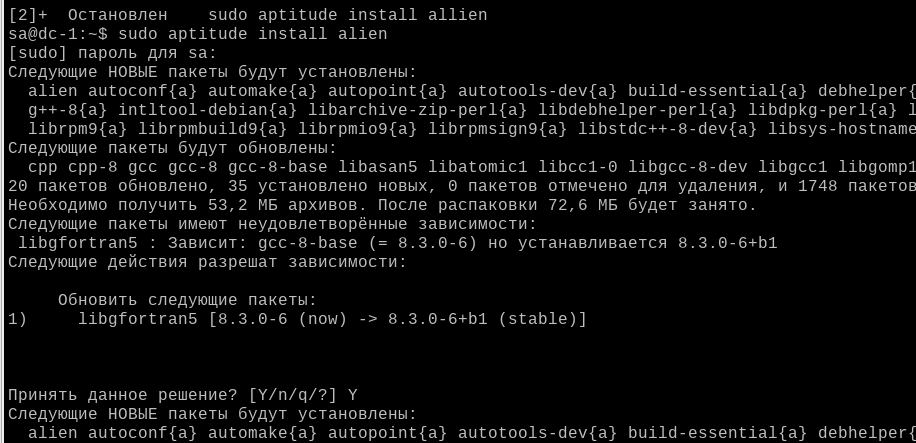 [2]+  Остановлен    sudo aptitude install allien
sa@dc-1:~$ sudo aptitude install alien
[sudo] пароль для sa:
Следующие НОВЫЕ пакеты будут установлены:
  alien autoconf{a} automake{a} autopoint{a} autotools-dev{a} build-essential{a} debhelper{
  g++-8{a} intltool-debian{a} libarchive-zip-perl{a} libdebhelper-perl{a} libdpkg-perl{a} l
  librpm9{a} librpmbuild9{a} librpmio9{a} librpmsign9{a} libstdc++-8-dev{a} libsys-hostname
Следующие пакеты будут обновлены:
  cpp cpp-8 gcc gcc-8 gcc-8-base libasan5 libatomic1 libcc1-0 libgcc-8-dev libgcc1 libgomp1
20 пакетов обновлено, 35 установлено новых, 0 пакетов отмечено для удаления, и 1748 пакетов
Необходимо получить 53,2 МБ архивов. После распаковки 72,6 МБ будет занято.
Следующие пакеты имеют неудовлетворённые зависимости:
 libgfortran5 : Зависит: gcc-8-base (= 8.3.0-6) но устанавливается 8.3.0-6+b1
Следующие действия разрешат зависимости:
     Обновить следующие пакеты:
1)     libgfortran5 [8.3.0-6 (now) -> 8.3.0-6+b1 (stable)]
Принять данное решение? [Y/n/q/?] Y
Следующие НОВЫЕ пакеты будут установлены:
  alien autoconf{a} automake{a} autopoint{a} autotools-dev{a} build-essential{a} debhelper{